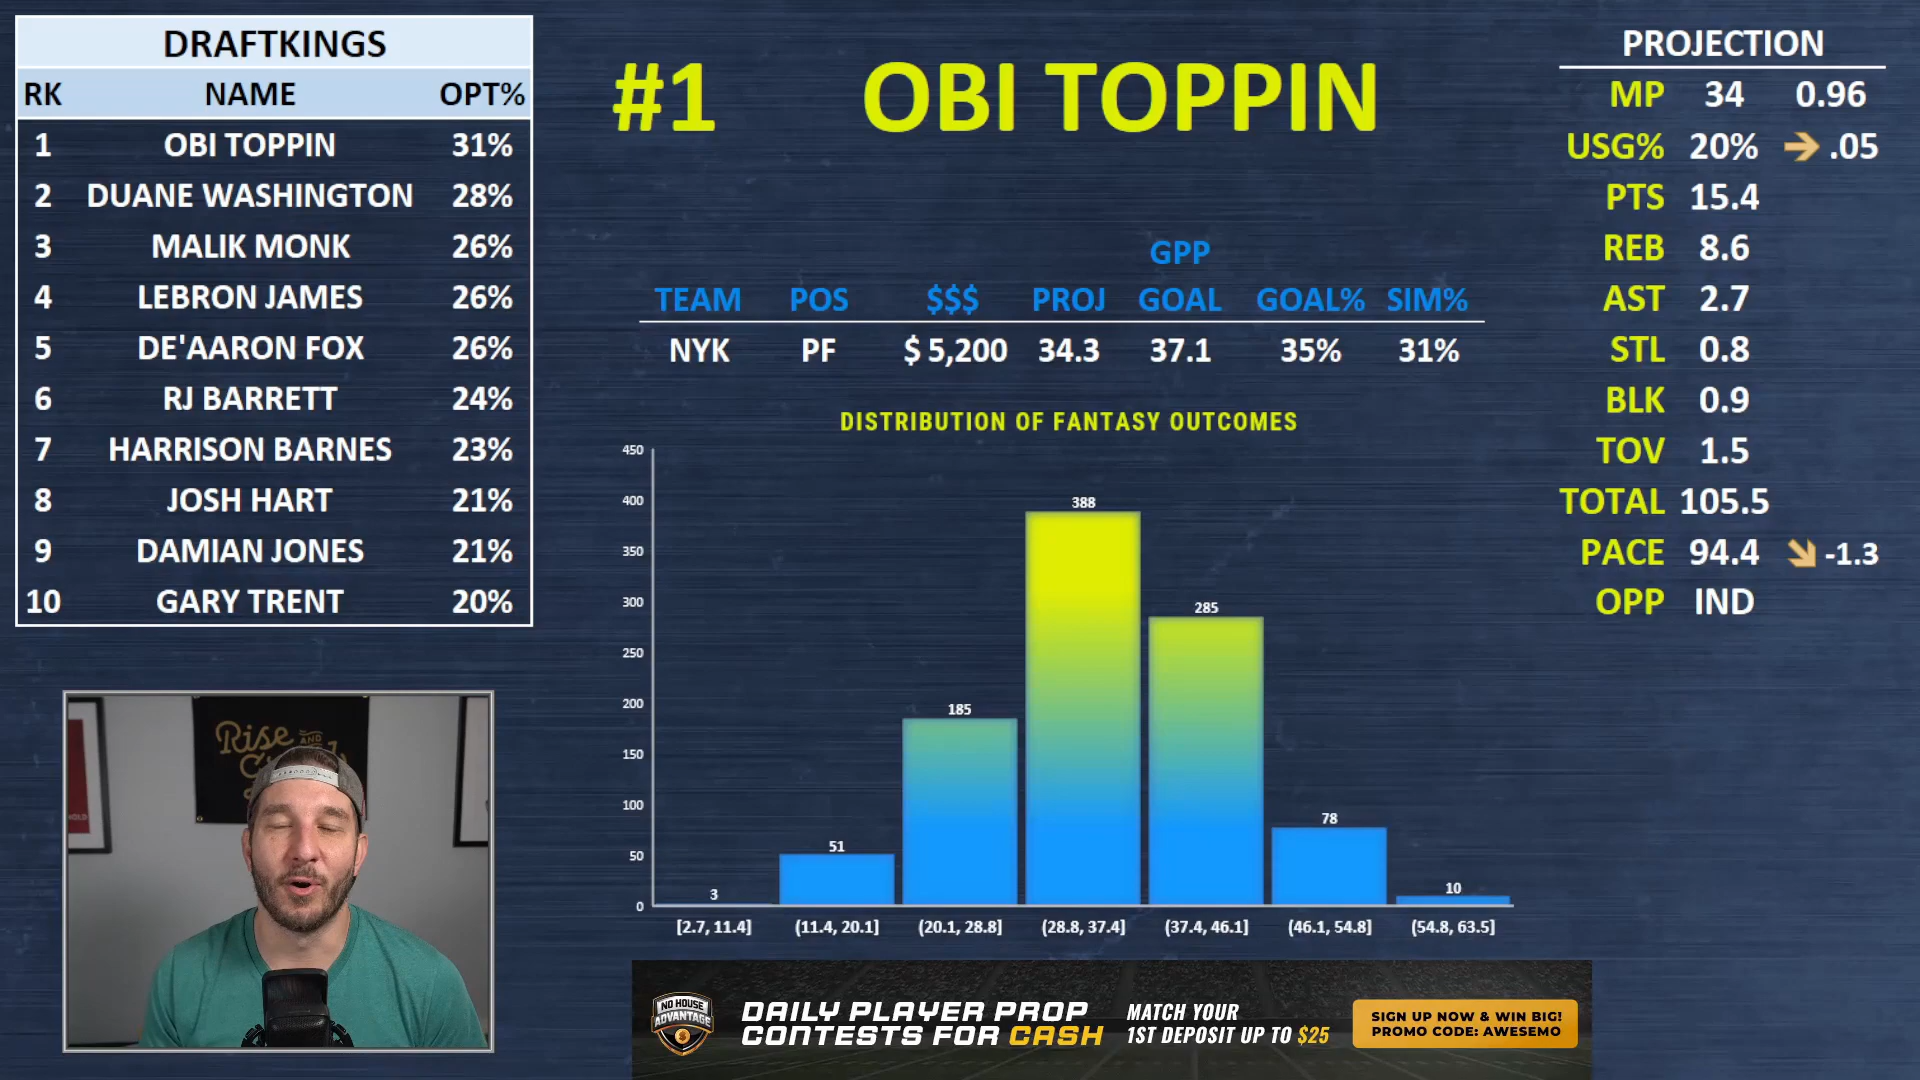 DRAFTKINGS
RK NAME OPT%
1 OBI TOPPIN 31%
2 DUANE WASHINGTON 28%
3 MALIK MONK 26%
4 LEBRON JAMES 26%
5 DE'AARON FOX 26%
6 RJ BARRETT 24%
7 HARRISON BARNES 23%
8 JOSH HART 21%
9 DAMIAN JONES 21%
10 GARY TRENT 20%
#1 OBI TOPPIN
GPP
TEAM POS $$$ PROJ GOAL GOAL% SIM%
NYK PF $ 5,200 34.3 37.1 35% 31%
DISTRIBUTION OF FANTASY OUTCOMES
450
400
350
300
250
200
150
100
50
0
3 51 185 388 285 78 10
[2.7, 11.4] (11.4, 20.1] (20.1, 28.8] (28.8, 37.4] (37.4, 46.1] (46.1, 54.8] (54.8, 63.5]
PROJECTION
MP 34 0.96
USG% 20% .05
PTS 15.4
REB 8.6
AST 2.7
STL 0.8
BLK 0.9
TOV 1.5
TOTAL 105.5
PACE 94.4 -1.3
OPP IND
Rise AND
NO HOUSE
ADVANTAGE
DAILY PLAYER PROP
CONTESTS FOR CASH
MATCH YOUR
1ST DEPOSIT UP TO $25
SIGN UP NOW & WIN BIG!
PROMO CODE: AWESEMO